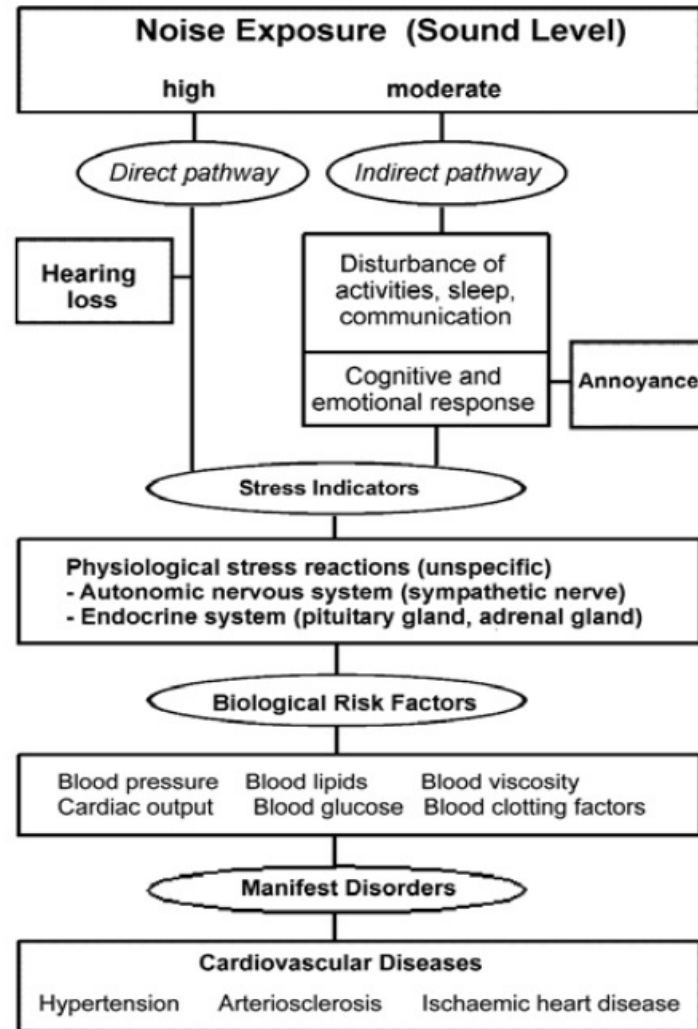 Noise Exposure (Sound Level)
high moderate
Direct pathway Indirect pathway
Hearing
loss
Disturbance of
activities, sleep,
communication
Cognitive and
emotional response
Annoyance
Stress Indicators
Physiological stress reactions (unspecific)
- Autonomic nervous system (sympathetic nerve)
- Endocrine system (pituitary gland, adrenal gland)
Biological Risk Factors
Blood pressure Blood lipids Blood viscosity
Cardiac output Blood glucose Blood clotting factors
Manifest Disorders
Cardiovascular Diseases
Hypertension Arteriosclerosis Ischaemic heart disease